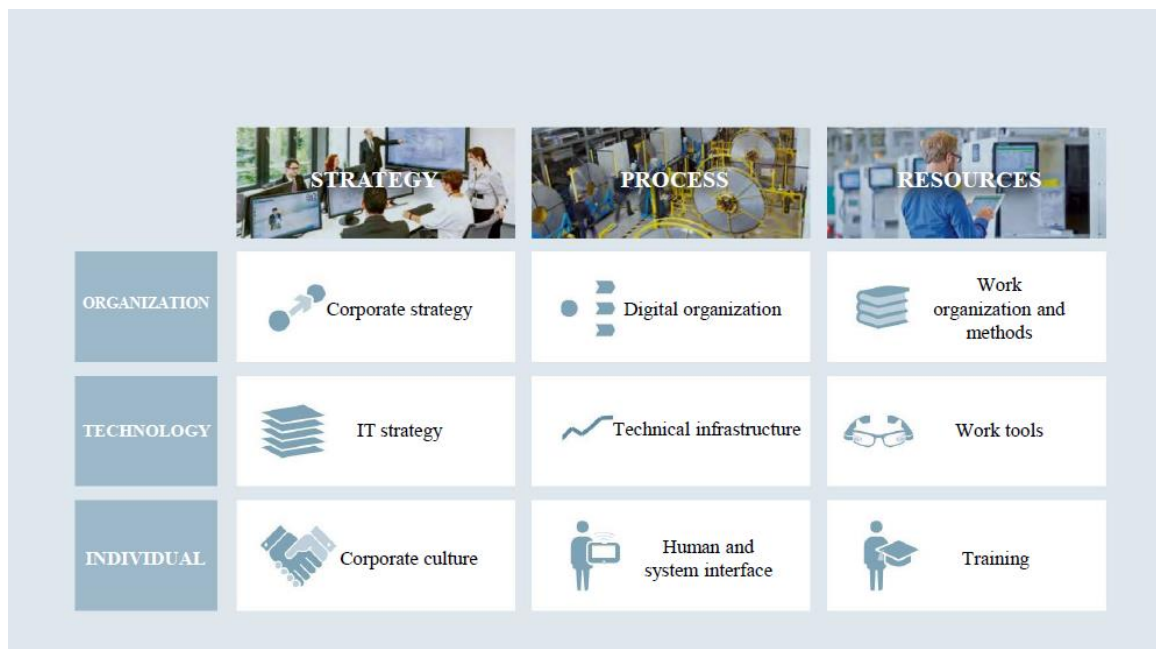 STRATEGY
PROCESS
RESOURCES
ORGANIZATION
Corporate strategy
Digital organization
Work
organization and
methods
TECHNOLOGY
IT strategy
Technical infrastructure
Work tools
INDIVIDUAL
Corporate culture
Human and
system interface
Training